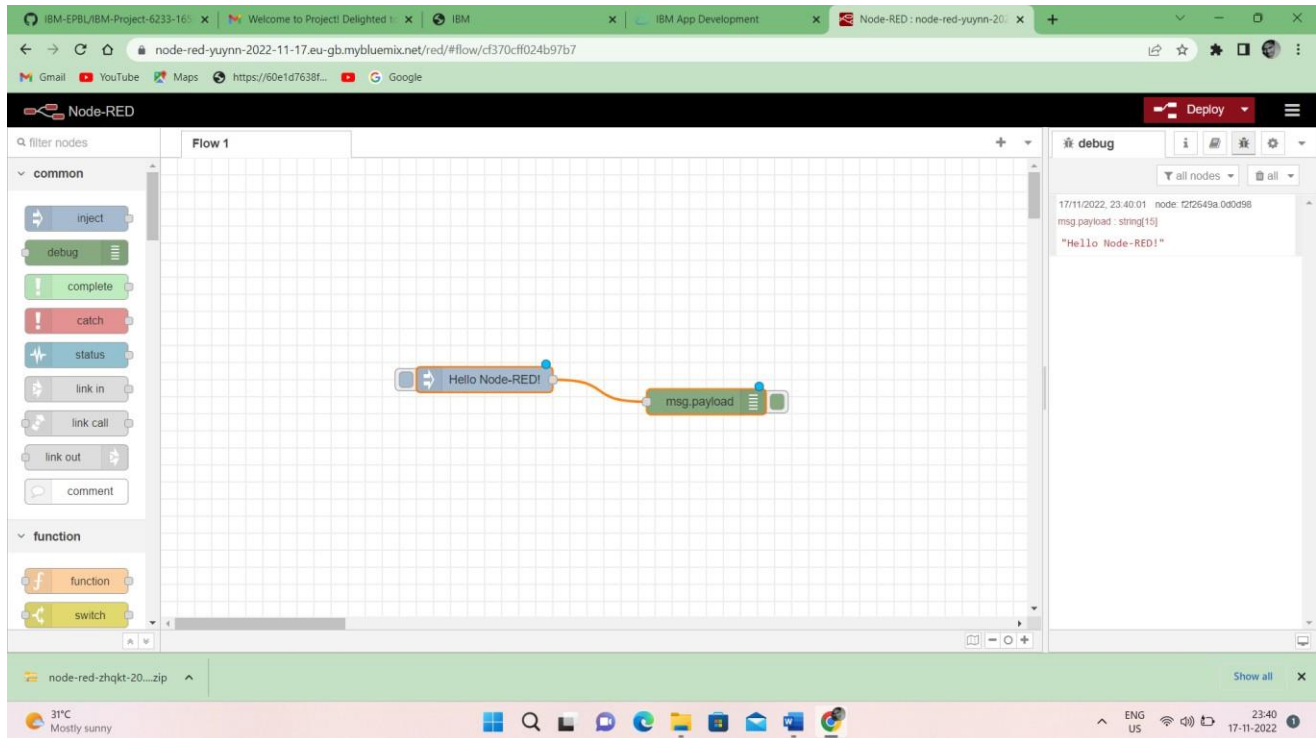 IBM-EPBL/IBM-Project-6233-165
Welcome to Project! Delighted t
IBM
IBM App Development
Node-RED : node-red-yuynn-20
node-red-yuynn-2022-11-17.eu-gb.mybluemix.net/red/#flow/cf370cff024b97b7
Gmail
YouTube
Maps
https://60e1d7638f...
Google
Node-RED
Deploy
filter nodes
Flow 1
debug
i
common
all nodes
all
inject
debug
complete
catch
status
link in
link call
link out
comment
function
function
switch
17/11/2022, 23:40:01 node: f2f2649a.0d0d98
msg.payload : string[15]
"Hello Node-RED!"
Hello Node-RED!
msg.payload
node-red-zhqkt-20....zip
Show all
31°C
Mostly sunny
ENG
US
23:40
17-11-2022
1